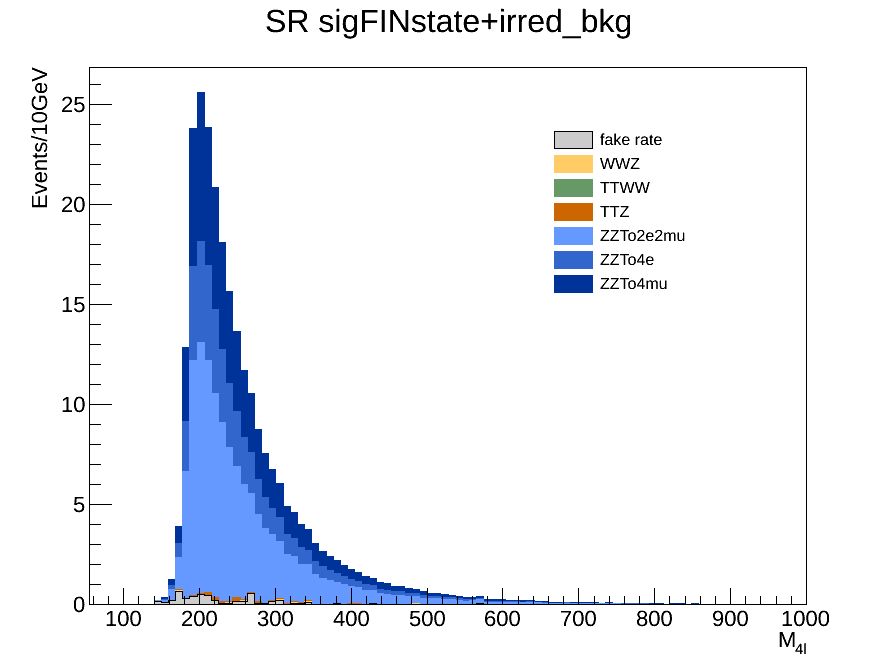 SR sigFINstate+irred_bkg
Events/10GeV
25
20
15
10
5
0
fake rate
WWZ
TTWW
TTZ
ZZTo2e2mu
ZZTo4e
ZZTo4mu
100 200 300 400 500 600 700 800 900 1000
M4l